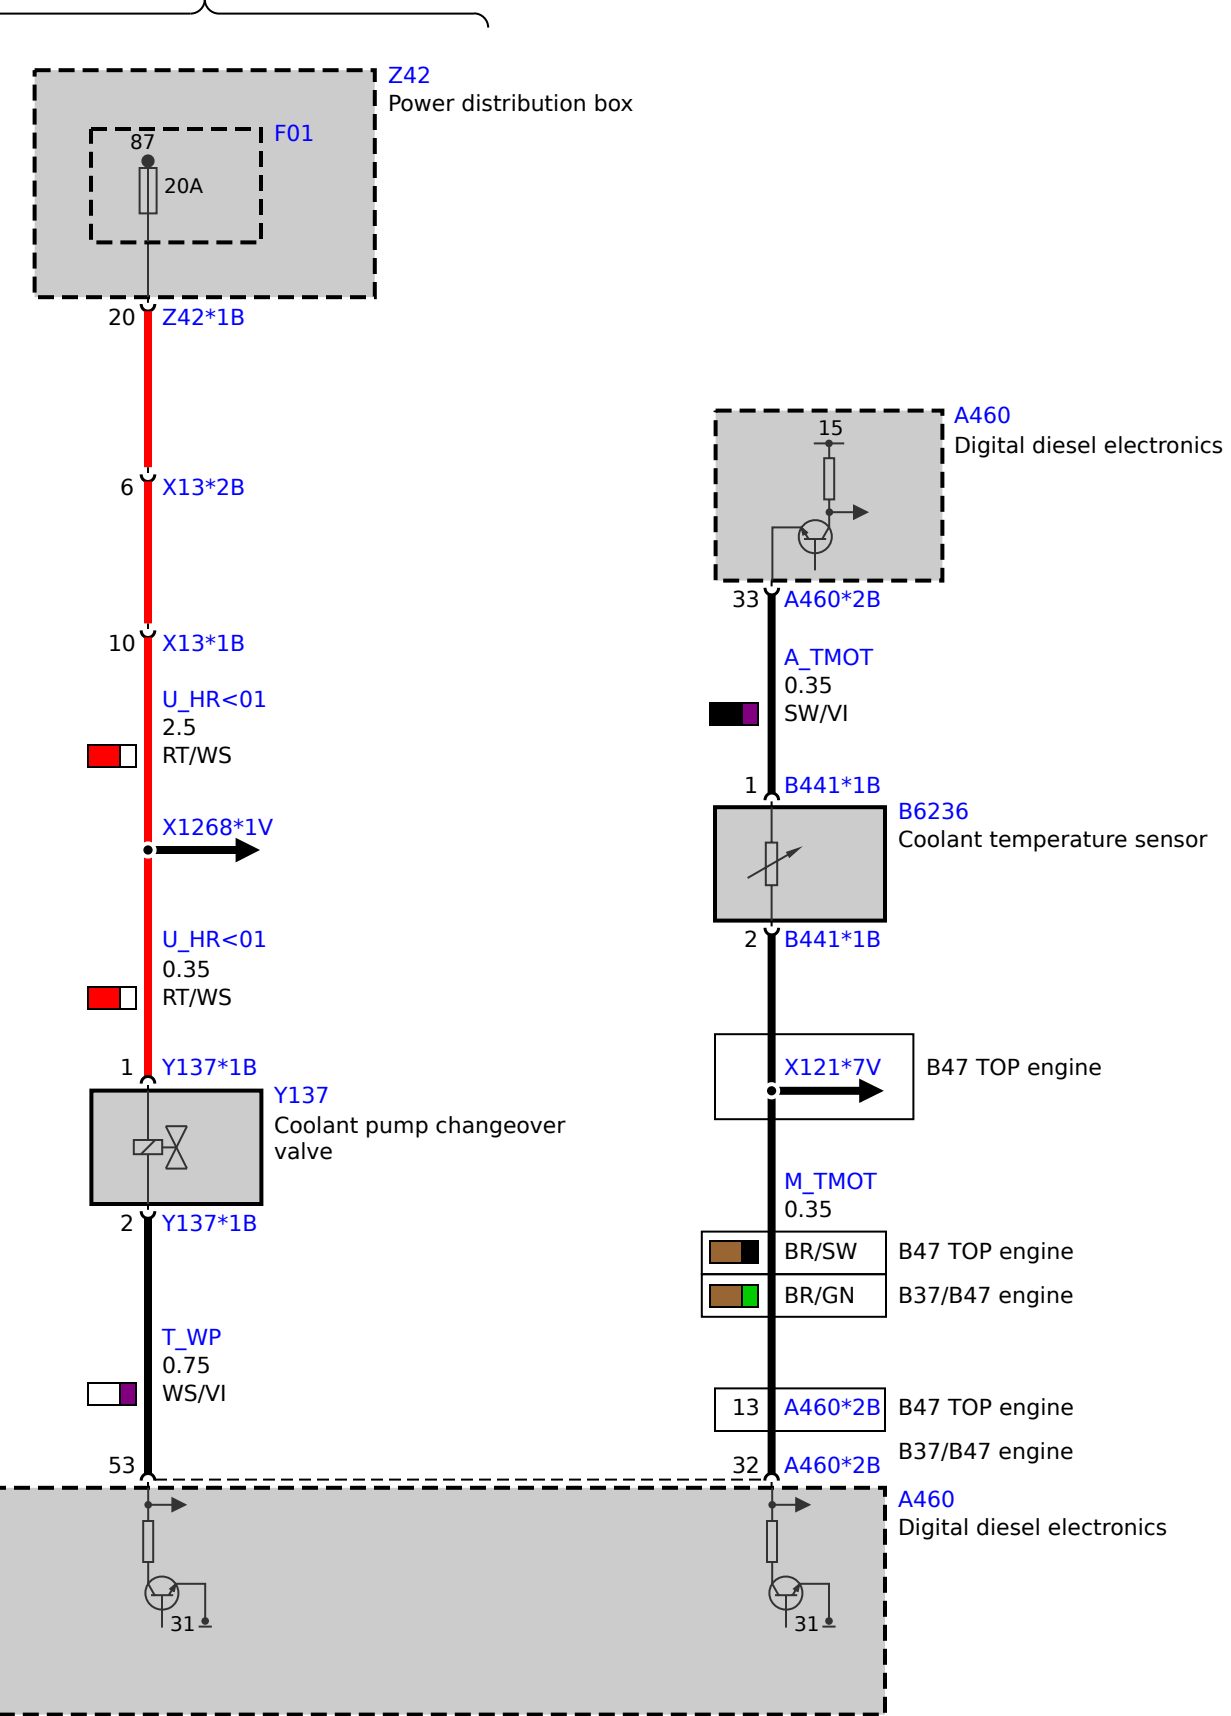 Z42
Power distribution box
F01
87
20A
20 Z42*1B
6 X13*2B
10 X13*1B
U_HR<01
2.5
RT/WS
X1268*1V
U_HR<01
0.35
RT/WS
1 Y137*1B
Y137
Coolant pump changeover
valve
2 Y137*1B
T_WP
0.75
WS/VI
53
31
A460
Digital diesel electronics
15
33 A460*2B
A_TMOT
0.35
SW/VI
1 B441*1B
B6236
Coolant temperature sensor
2 B441*1B
X121*7V B47 TOP engine
M_TMOT
0.35
BR/SW B47 TOP engine
BR/GN B37/B47 engine
13 A460*2B B47 TOP engine
B37/B47 engine
32 A460*2B
A460
Digital diesel electronics
31